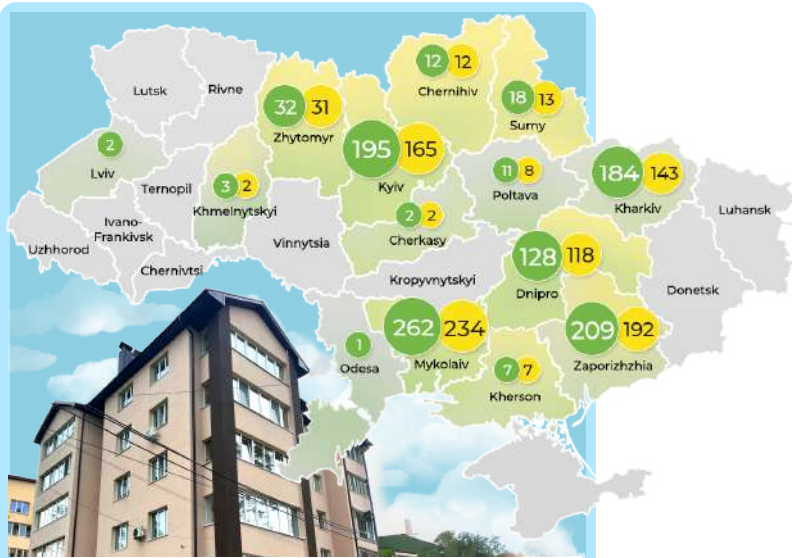 12 12
Chernihiv
Lutsk
Rivne
32 31
Zhytomyr
18 13
Sumy
2
Lviv
195 165
Kyiv
Ternopil
3 2
Khmelnytskyi
11 8
Poltava
184 143
Kharkiv
Luhansk
Ivano-
Frankivsk
Uzhhorod
Chernivtsi
Vinnytsia
2 2
Cherkasy
128 118
Dnipro
Kropyvnytskyi
Donetsk
1
Odesa
262 234
Mykolaiv
209 192
Zaporizhzhia
7 7
Kherson